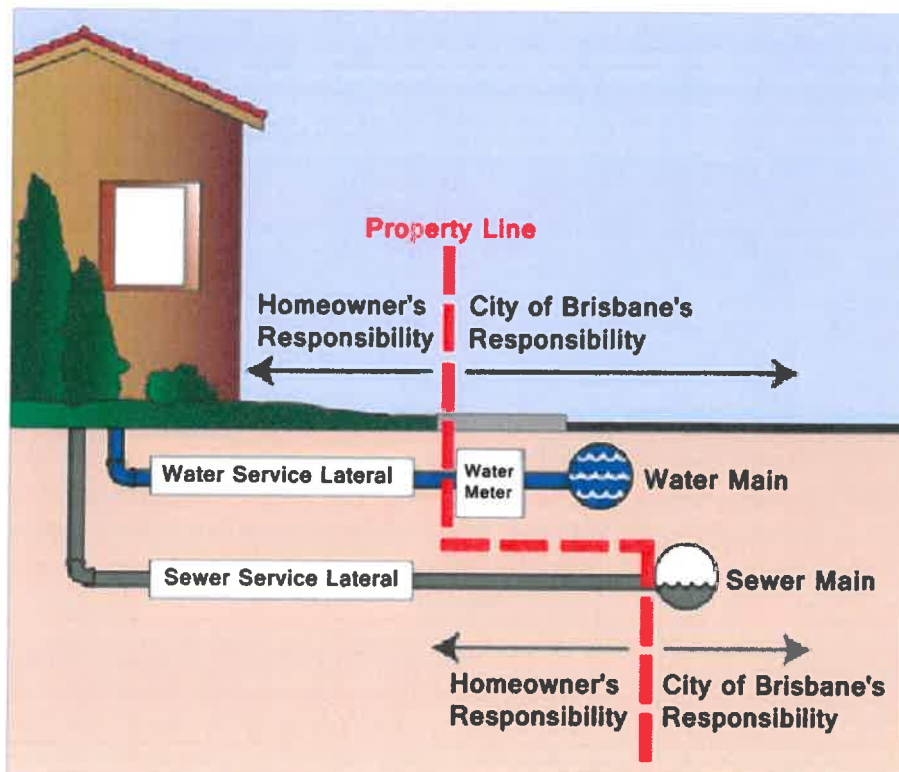 Property Line
Homeowner's
Responsibility
City of Brisbane's
Responsibility
Water Service Lateral
Water
Meter
Water Main
Sewer Service Lateral
Sewer Main
Homeowner's
Responsibility
City of Brisbane's
Responsibility